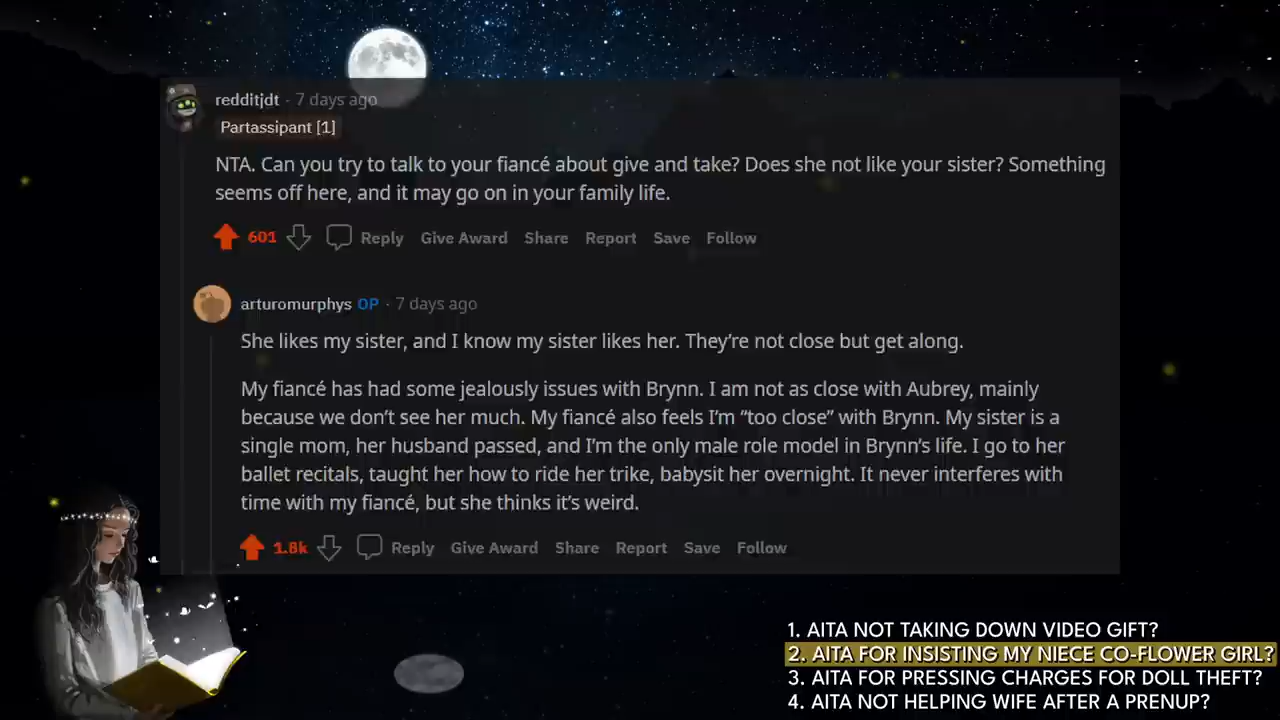 redditjdt · 7 days ago
Partassipant [1]
NTA. Can you try to talk to your fiancé about give and take? Does she not like your sister? Something
seems off here, and it may go on in your family life.
601 Reply Give Award Share Report Save Follow
arturomurphys OP · 7 days ago
She likes my sister, and I know my sister likes her. They're not close but get along.
My fiancé has had some jealously issues with Brynn. I am not as close with Aubrey, mainly
because we don't see her much. My fiancé also feels I'm "too close" with Brynn. My sister is a
single mom, her husband passed, and I'm the only male role model in Brynn's life. I go to her
ballet recitals, taught her how to ride her trike, babysit her overnight. It never interferes with
time with my fiancé, but she thinks it's weird.
1.8k Reply Give Award Share Report Save Follow
1. AITA NOT TAKING DOWN VIDEO GIFT?
2. AITA FOR INSISTING MY NIECE CO-FLOWER GIRL?
3. AITA FOR PRESSING CHARGES FOR DOLL THEFT?
4. AITA NOT HELPING WIFE AFTER A PRENUP?